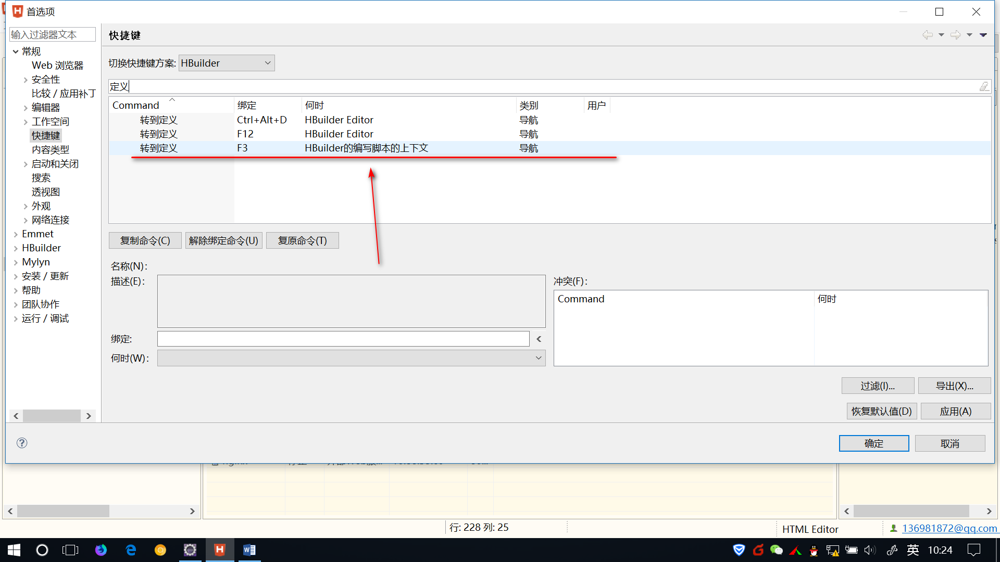 首选项
输入过滤器文本
快捷键
常规
Web 浏览器
安全性
比较 / 应用补丁
编辑器
工作空间
快捷键
内容类型
启动和关闭
搜索
透视图
外观
网络连接
Emmet
HBuilder
Mylyn
安装 / 更新
帮助
团队协作
运行 / 调试
切换快捷键方案: HBuilder
定义
Command 绑定 何时 类别 用户
转到定义 Ctrl+Alt+D HBuilder Editor 导航
转到定义 F12 HBuilder Editor 导航
转到定义 F3 HBuilder的编写脚本的上下文 导航
复制命令(C) 解除绑定命令(U) 复原命令(T)
名称(N):
描述(E):
绑定:
何时(W):
冲突(F):
Command 何时
过滤(I)... 导出(X)...
恢复默认值(D) 应用(A)
确定 取消
行: 228 列: 25
HTML Editor
136981872@qq.com
英 10:24